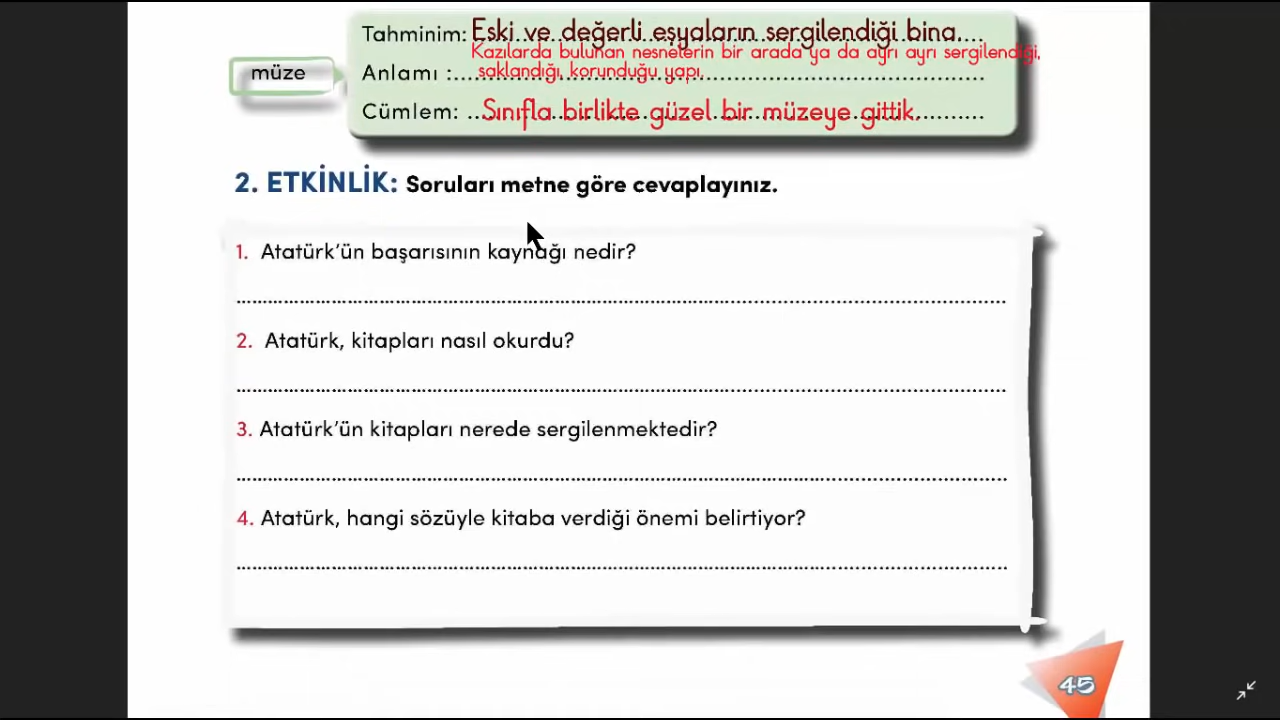 Tahminim: Eski ve değerli eşyaların sergilendiği bina.
Kazılarda bulunan nesnelerin bir arada ya da ayrı ayrı sergilendiği,
müze
Anlamı : saklandığı, korunduğu yapı.
Cümlem: Sınıfla birlikte güzel bir müzeye gittik.
2. ETKİNLİK: Soruları metne göre cevaplayınız.
1. Atatürk'ün başarısının kaynağı nedir?
2. Atatürk, kitapları nasıl okurdu?
3. Atatürk'ün kitapları nerede sergilenmektedir?
4. Atatürk, hangi sözüyle kitaba verdiği önemi belirtiyor?
45